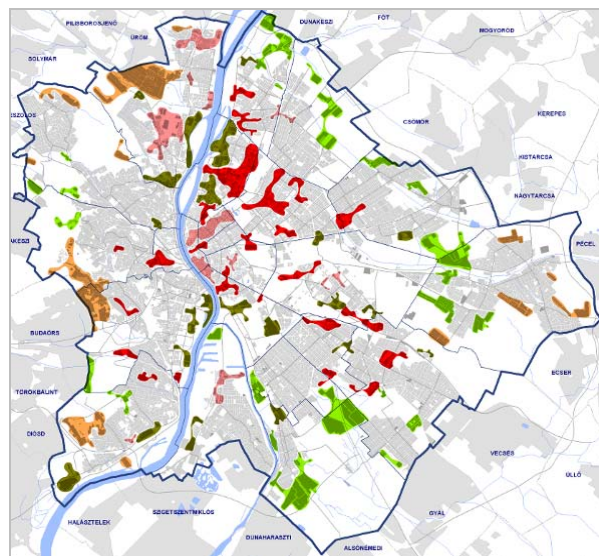 PILISBOROSJENŐ
ÜRÖM
DUNAKESZI
FÓT
MOGYORÓD
SOLYMÁR
CSÖMÖR
KEREPES
KISTARCSA
NAGYTARCSA
PÉCEL
BUDAÖRS
ECSER
TÖRÖKBÁLINT
DIÓSD
VECSÉS
ÜLLŐ
SZIGETSZENTMIKLÓS
GYÁL
HALÁSZTELEK
DUNAHARASZTI
ALSÓNÉMEDI